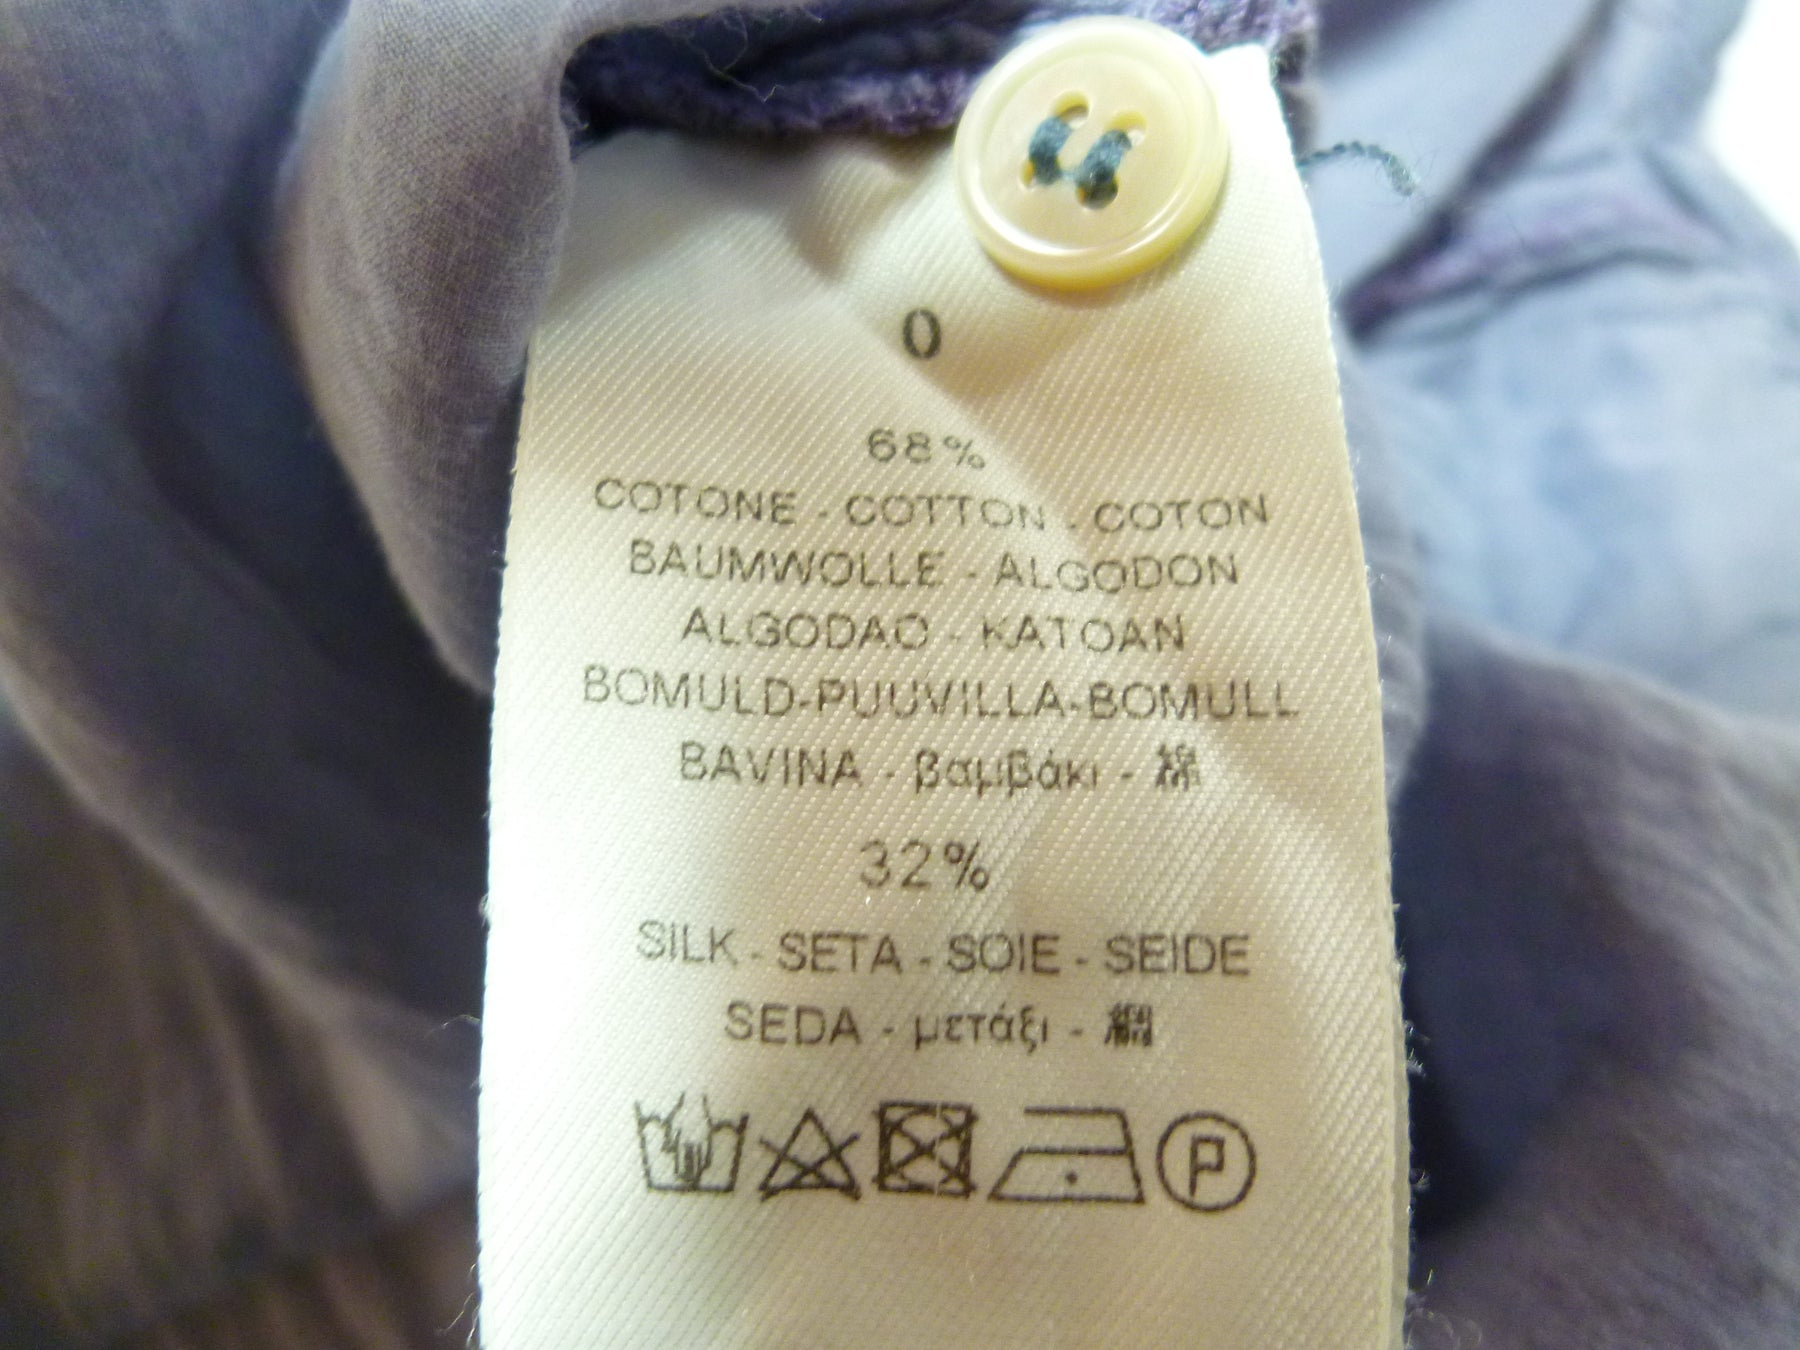 0
68%
COTONE - COTTON - COTON
BAUMWOLLE - ALGODON
ALGODAO - KATOAN
BOMULD-PUUVILLA-BOMULL
BAVINA - βαμβάκι - 綿
32%
SILK - SETA - SOIE - SEIDE
SEDA - μετάξι -
P